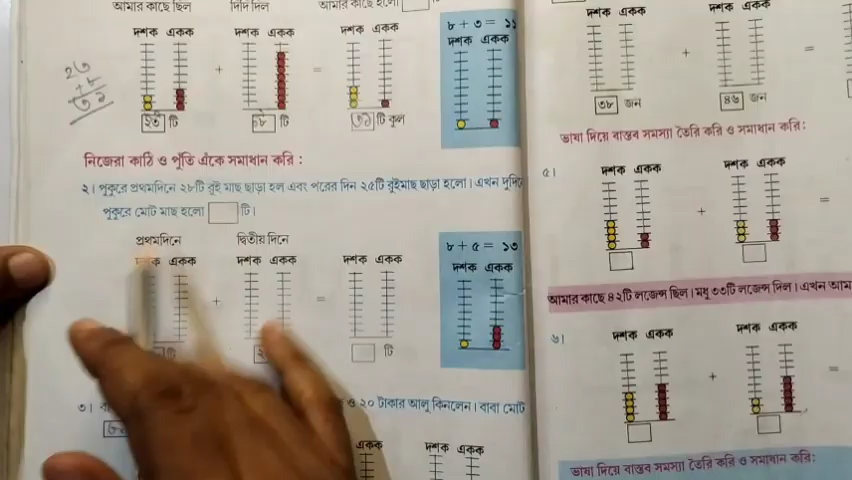 আমার কাছে ছিল দিদি দিল আমার কাছে হলো
দশক একক দশক একক দশক একক
+ =
২৩ টি ৮ টি ৩১ টি কুল
২৩
+ ৮
৩১
৮ + ৩ = ১১
দশক একক
নিজেরা কাঠি ও পুঁতি এঁকে সমাধান করি :
২। পুকুরে প্রথমদিনে ২৮টি রুই মাছ ছাড়া হল এবং পরের দিন ২৫টি রুইমাছ ছাড়া হলো। এখন দুদিনে
পুকুরে মোট মাছ হলো টি।
প্রথমদিনে দ্বিতীয় দিনে
একক দশক একক দশক একক
+ =
টি টি
৮ + ৫ = ১৩
দশক একক
৩। ও ২০ টাকার আলু কিনলেন। বাবা মোট
একক দশক একক
দশক একক দশক একক
+ =
৩৮ জন ৪৬ জন
ভাষা দিয়ে বাস্তব সমস্যা তৈরি করি ও সমাধান করি :
৫। দশক একক দশক একক
+ =
আমার কাছে ৪২টি লজেন্স ছিল। মধু ৩৩টি লজেন্স দিল। এখন আম
৬। দশক একক দশক একক
+ =
ভাষা দিয়ে বাস্তব সমস্যা তৈরি করি ও সমাধান করি :